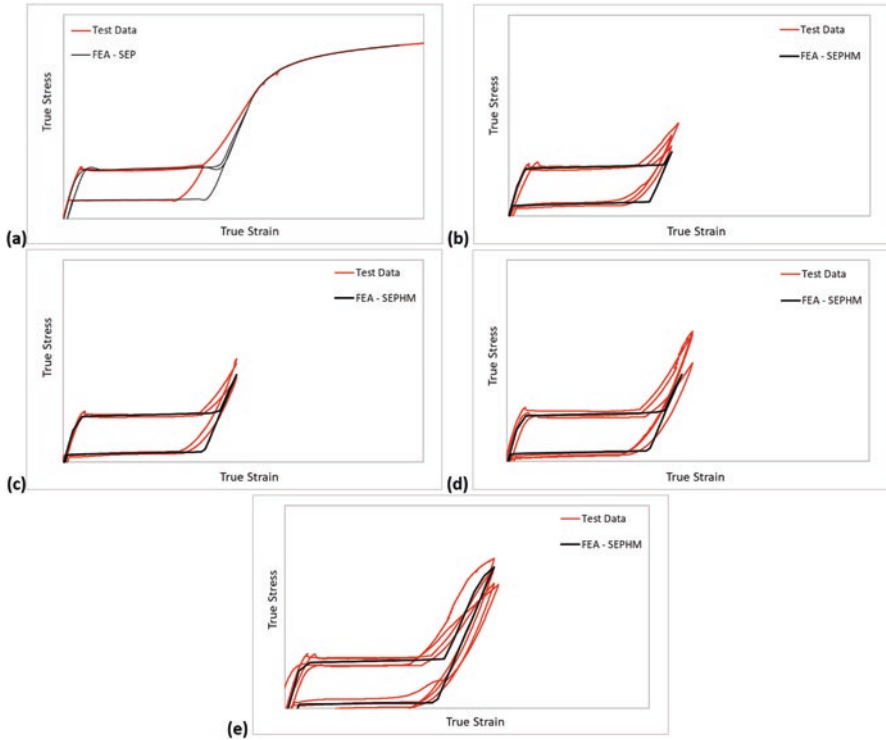 Test Data
FEA - SEP
True Stress
True Strain
(a)
Test Data
FEA - SEPHM
True Stress
True Strain
(b)
Test Data
FEA - SEPHM
True Stress
True Strain
(c)
Test Data
FEA - SEPHM
True Stress
True Strain
(d)
Test Data
FEA - SEPHM
True Stress
True Strain
(e)